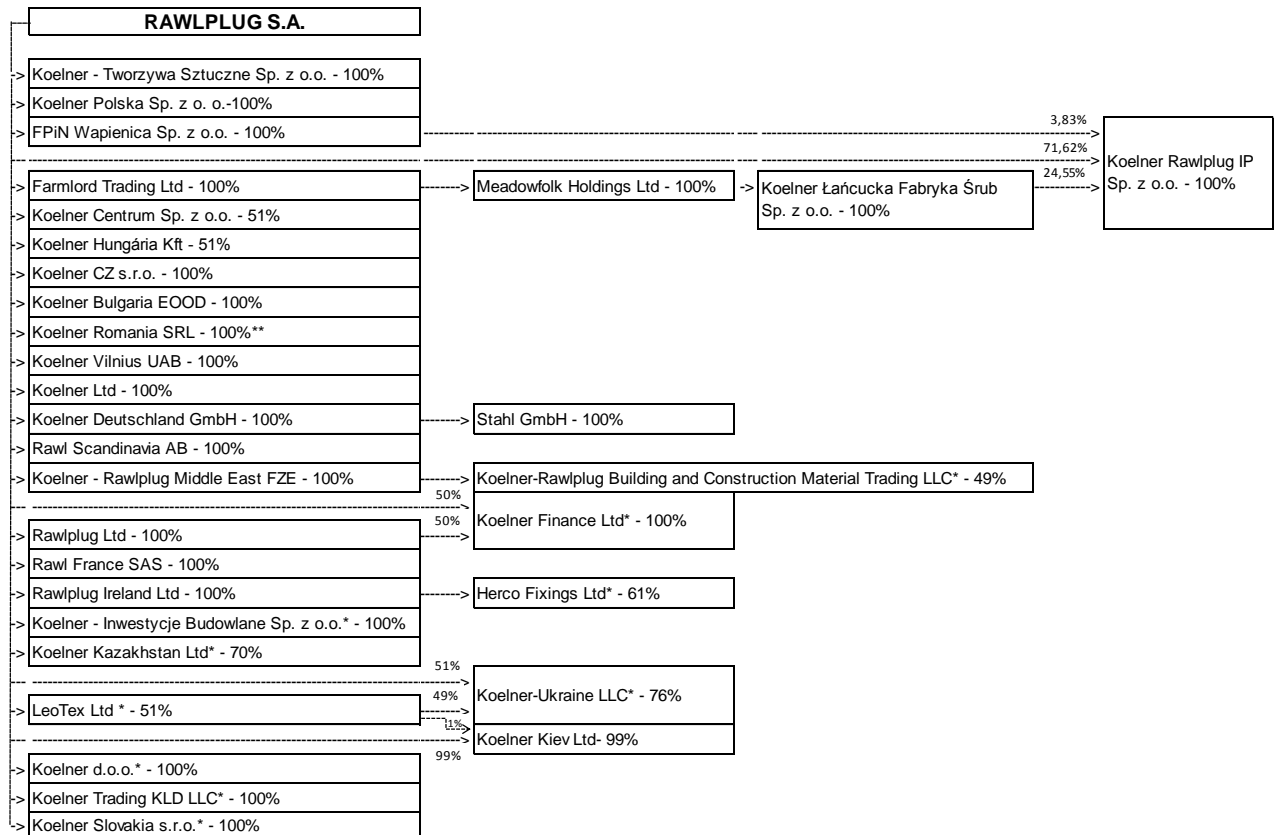 RAWLPLUG S.A.
Koelner - Tworzywa Sztuczne Sp. z o.o. - 100%
Koelner Polska Sp. z o. o.-100%
FPiN Wapienica Sp. z o.o. - 100%
3,83%
71,62%
24,55%
Koelner Rawlplug IP
Sp. z o.o. - 100%
Farmlord Trading Ltd - 100%
Meadowfolk Holdings Ltd - 100%
Koelner Łańcucka Fabryka Śrub
Sp. z o.o. - 100%
Koelner Centrum Sp. z o.o. - 51%
Koelner Hungária Kft - 51%
Koelner CZ s.r.o. - 100%
Koelner Bulgaria EOOD - 100%
Koelner Romania SRL - 100%**
Koelner Vilnius UAB - 100%
Koelner Ltd - 100%
Koelner Deutschland GmbH - 100%
Stahl GmbH - 100%
Rawl Scandinavia AB - 100%
Koelner - Rawlplug Middle East FZE - 100%
Koelner-Rawlplug Building and Construction Material Trading LLC* - 49%
50%
50%
Koelner Finance Ltd* - 100%
Rawlplug Ltd - 100%
Rawl France SAS - 100%
Rawlplug Ireland Ltd - 100%
Herco Fixings Ltd* - 61%
Koelner - Inwestycje Budowlane Sp. z o.o.* - 100%
Koelner Kazakhstan Ltd* - 70%
51%
49%
Koelner-Ukraine LLC* - 76%
LeoTex Ltd * - 51%
1%
Koelner Kiev Ltd- 99%
99%
Koelner d.o.o.* - 100%
Koelner Trading KLD LLC* - 100%
Koelner Slovakia s.r.o.* - 100%